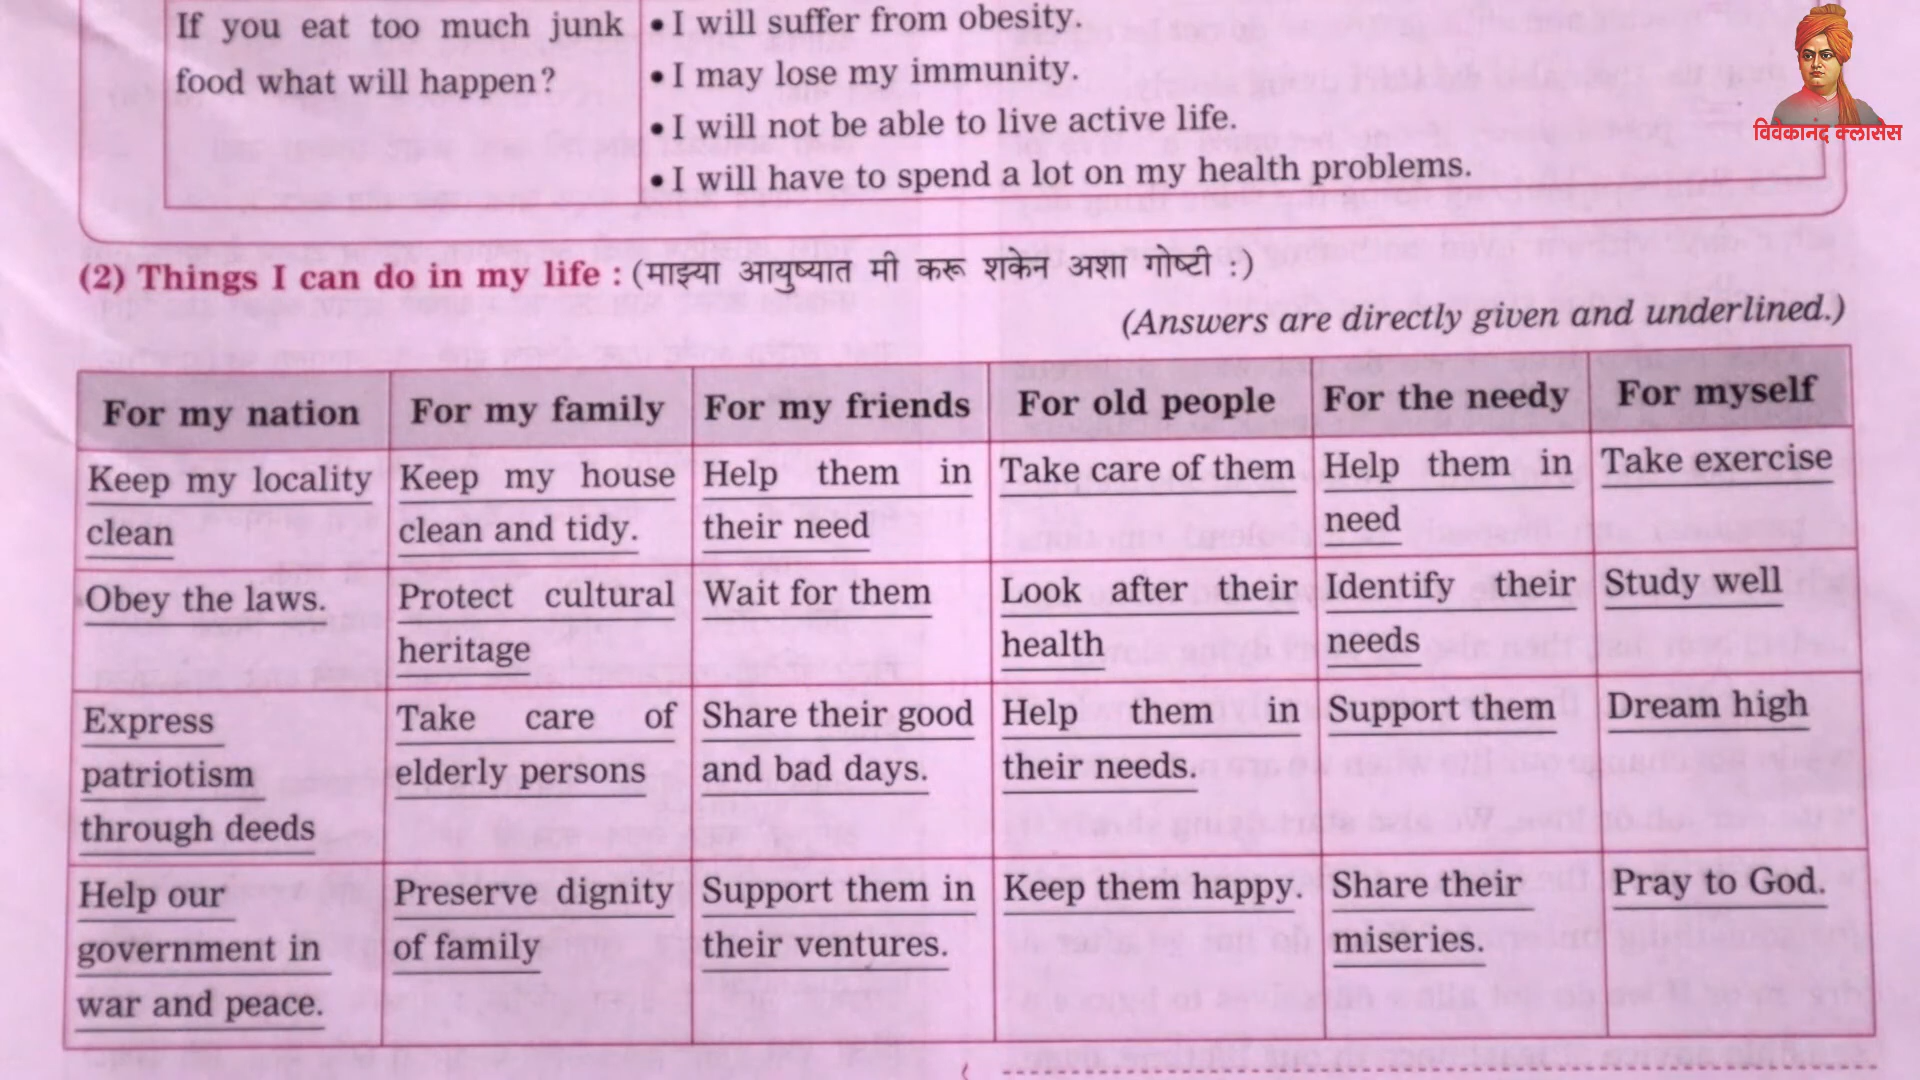 If you eat too much junk
food what will happen?
• I will suffer from obesity.
• I may lose my immunity.
• I will not be able to live active life.
• I will have to spend a lot on my health problems.
विवेकानंद क्लासेस
(2) Things I can do in my life : (माझ्या आयुष्यात मी करू शकेन अशा गोष्टी :)
(Answers are directly given and underlined.)
For my nation
For my family
For my friends
For old people
For the needy
For myself
Keep my locality
clean
Keep my house
clean and tidy.
Help them in
their need
Take care of them
Help them in
need
Take exercise
Obey the laws.
Protect cultural
heritage
Wait for them
Look after their
health
Identify their
needs
Study well
Express
patriotism
through deeds
Take care of
elderly persons
Share their good
and bad days.
Help them in
their needs.
Support them
Dream high
Help our
government in
war and peace.
Preserve dignity
of family
Support them in
their ventures.
Keep them happy.
Share their
miseries.
Pray to God.